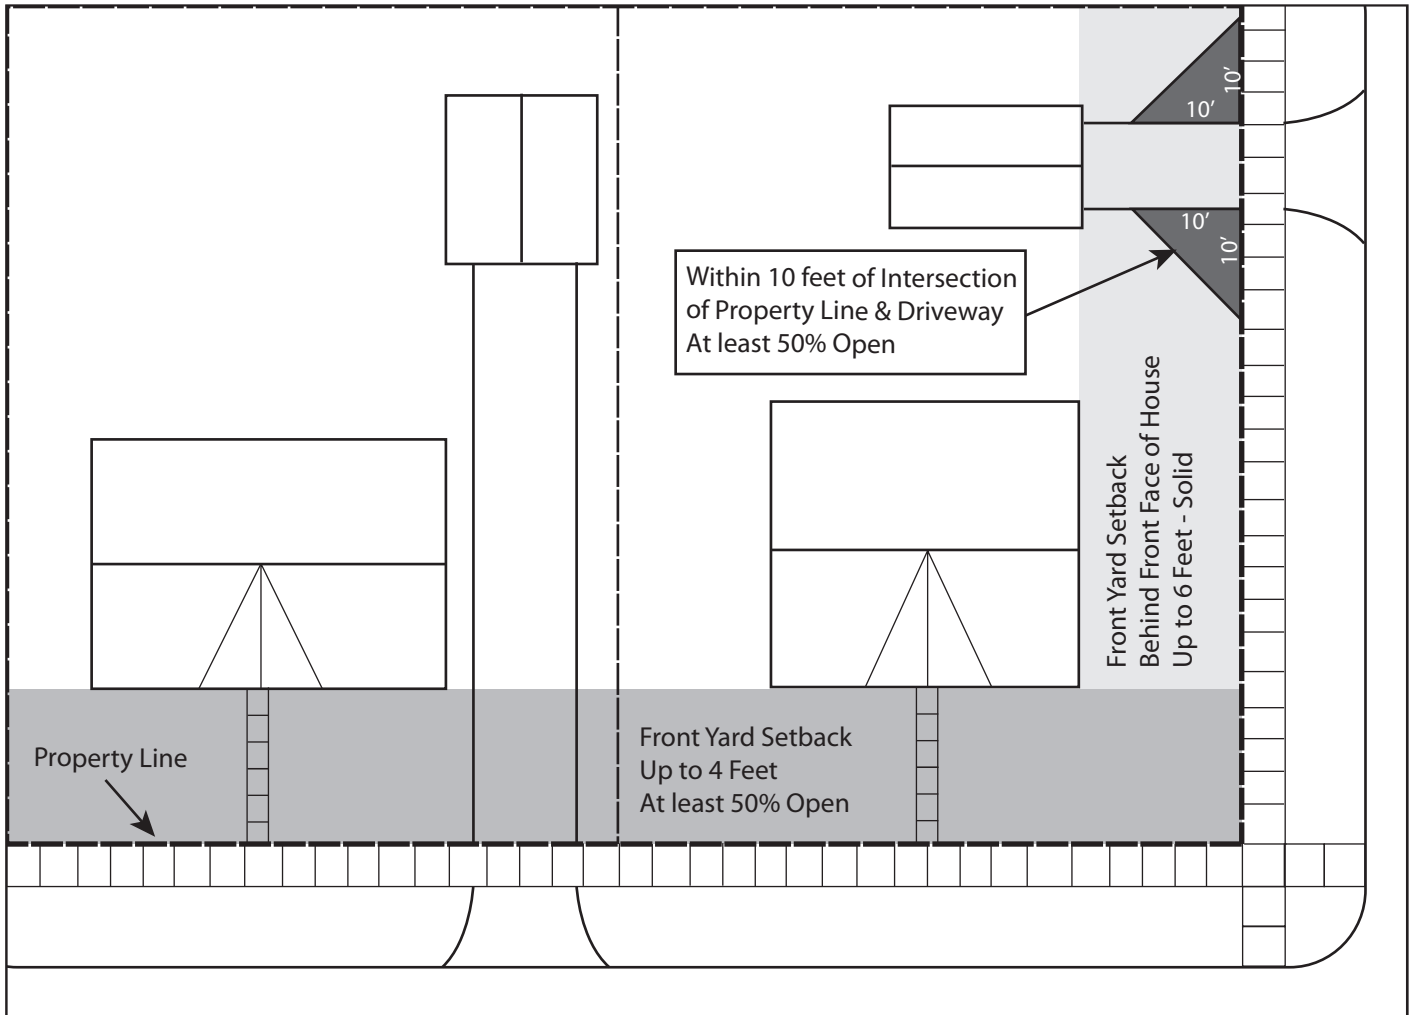 10'
10'
10'
10'
Within 10 feet of Intersection
of Property Line & Driveway
At least 50% Open
Front Yard Setback
Behind Front Face of House
Up to 6 Feet - Solid
Property Line
Front Yard Setback
Up to 4 Feet
At least 50% Open